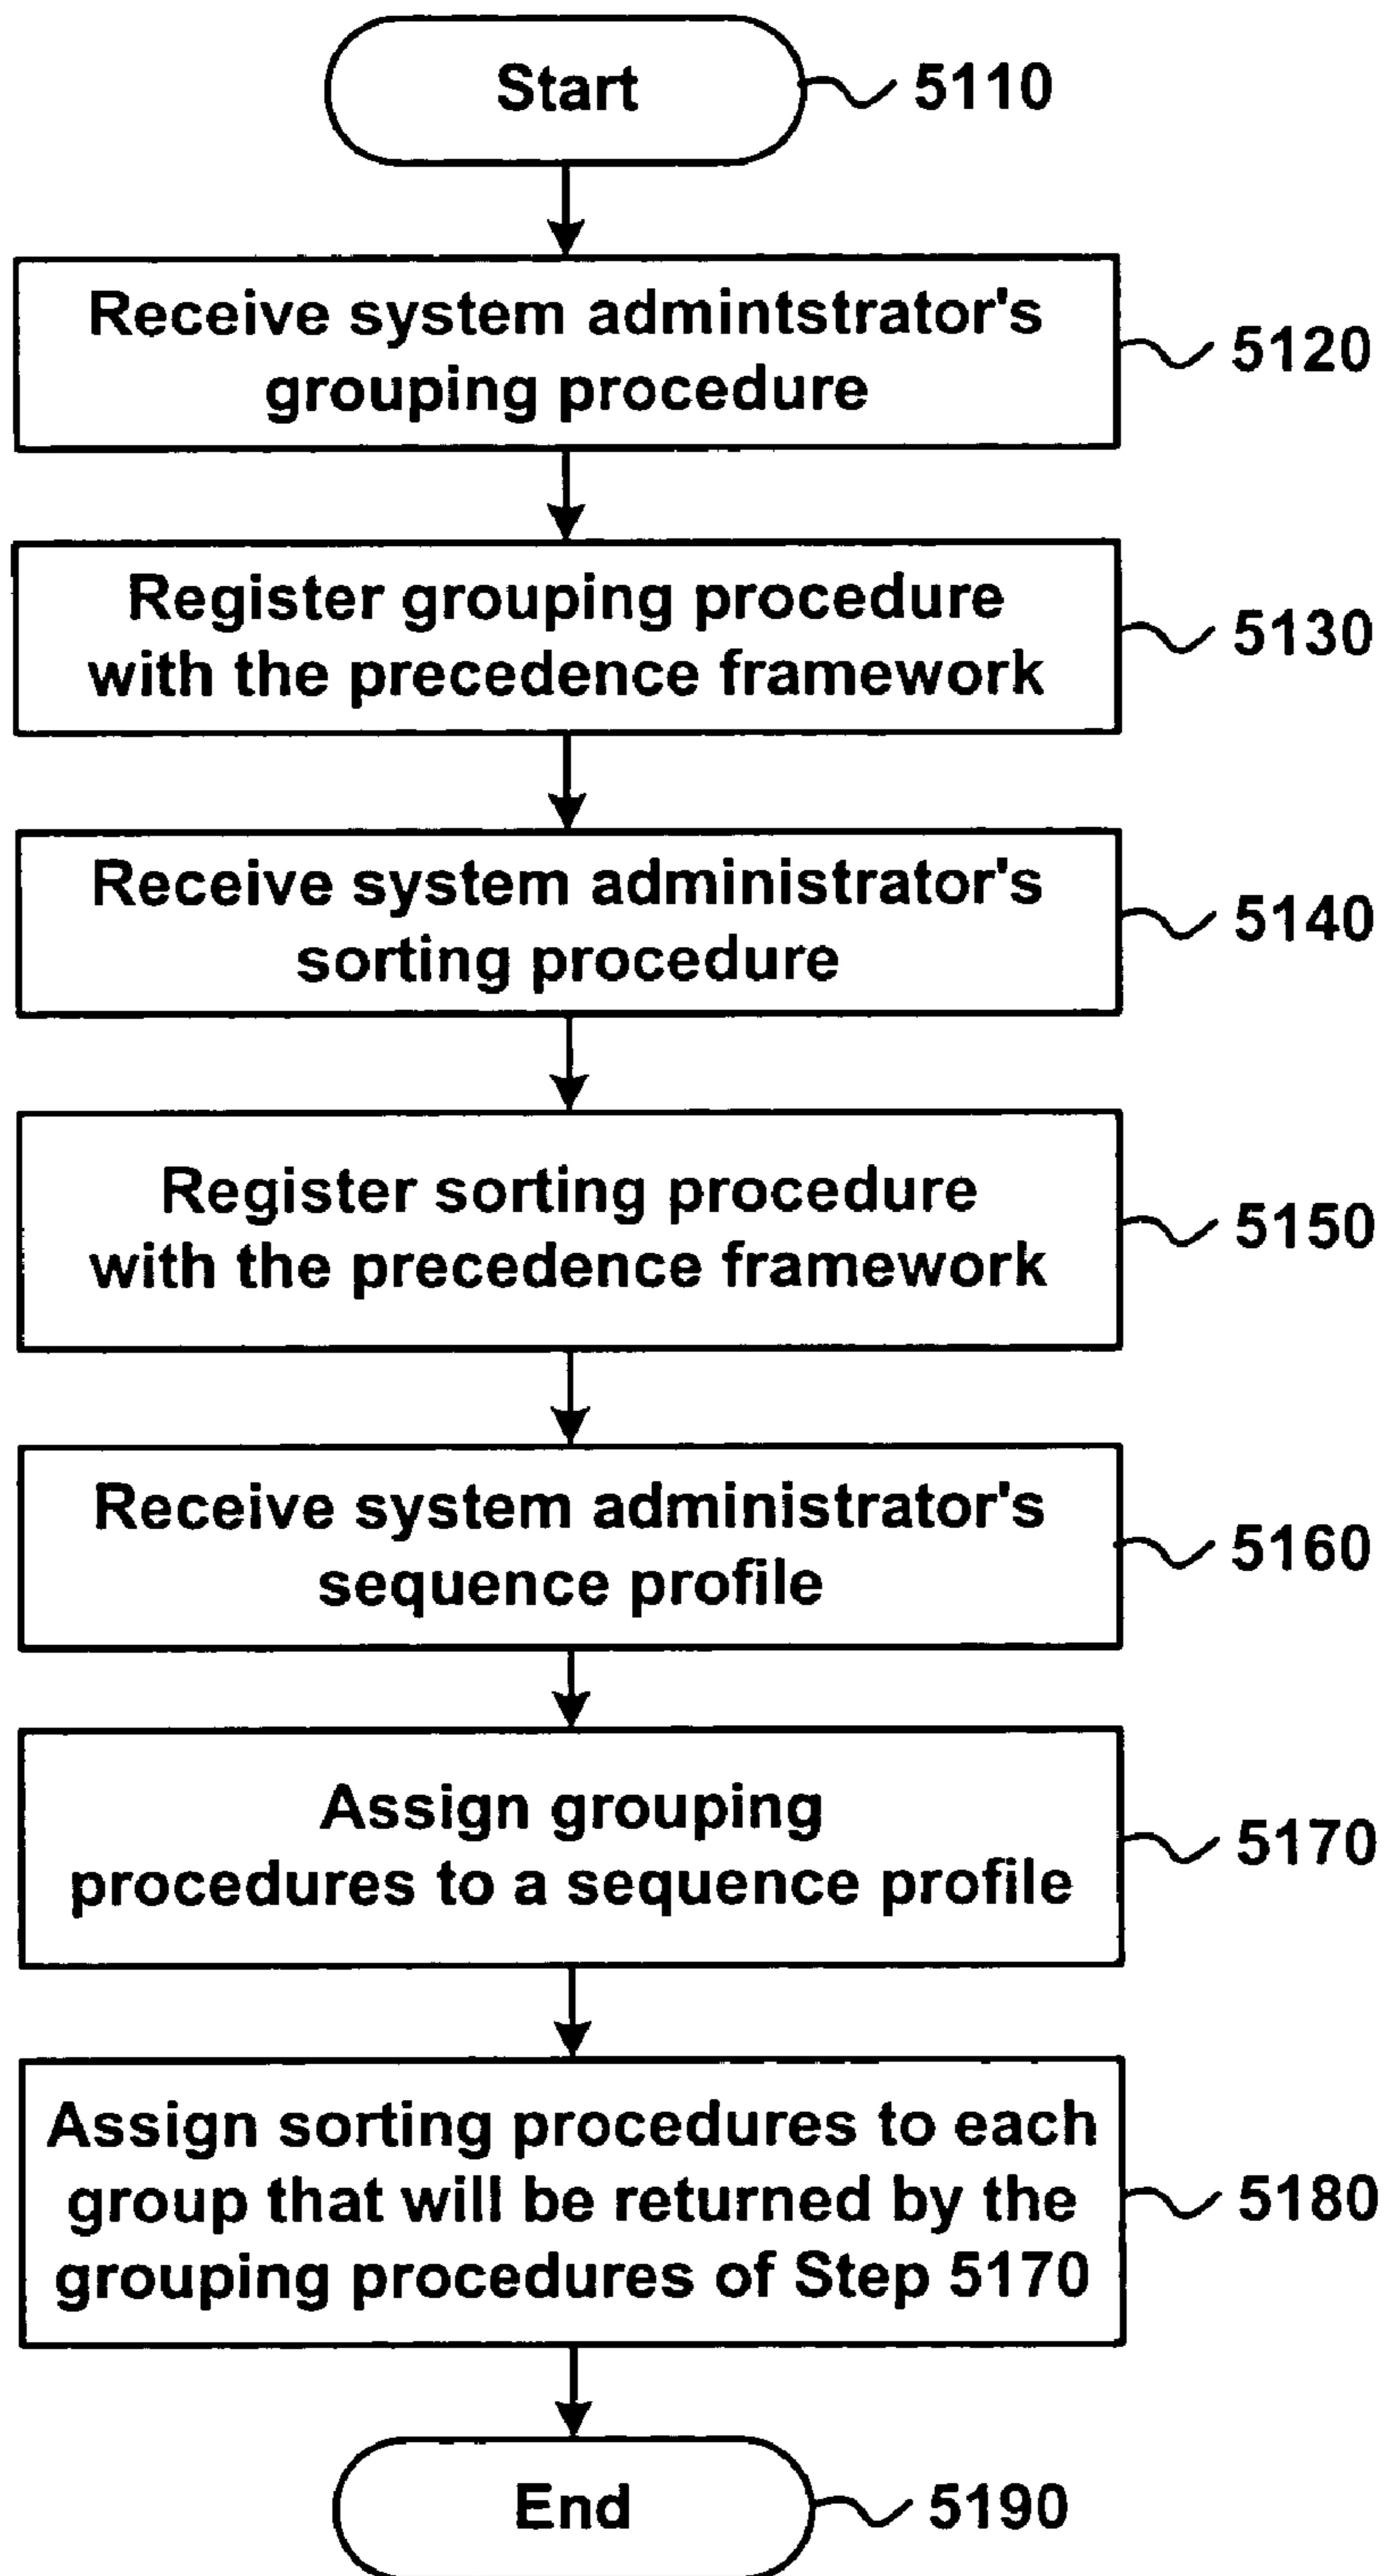 Start
5110
Receive system admintstrator's
grouping procedure
5120
Register grouping procedure
with the precedence framework
5130
Receive system administrator's
sorting procedure
5140
Register sorting procedure
with the precedence framework
5150
Receive system administrator's
sequence profile
5160
Assign grouping
procedures to a sequence profile
5170
Assign sorting procedures to each
group that will be returned by the
grouping procedures of Step 5170
5180
End
5190